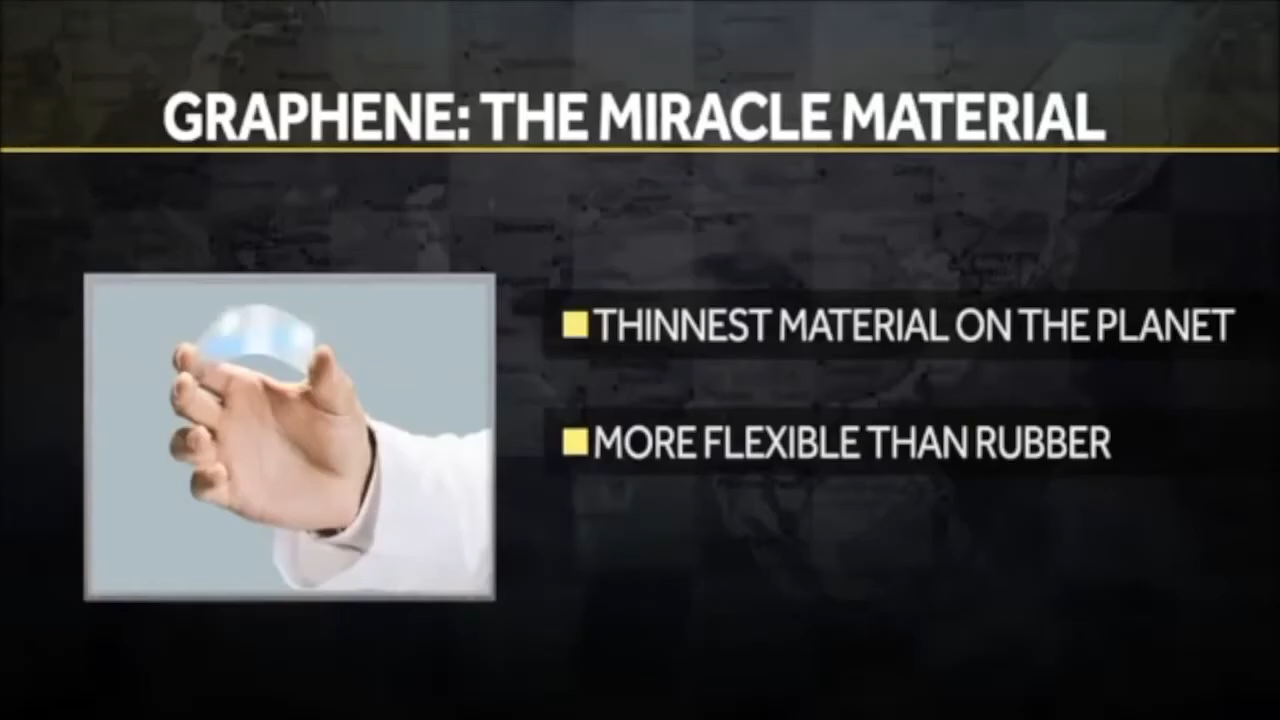 GRAPHENE: THE MIRACLE MATERIAL
THINNEST MATERIAL ON THE PLANET
MORE FLEXIBLE THAN RUBBER